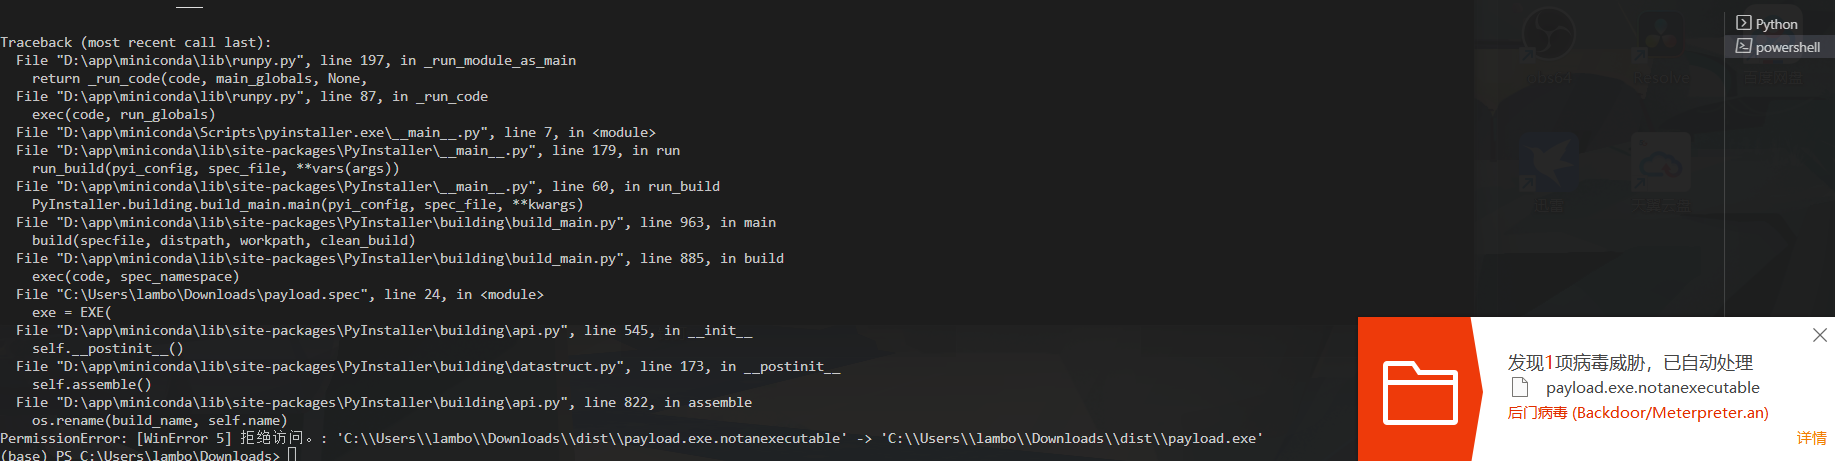 Traceback (most recent call last):
  File "D:\app\miniconda\lib\runpy.py", line 197, in _run_module_as_main
    return _run_code(code, main_globals, None,
  File "D:\app\miniconda\lib\runpy.py", line 87, in _run_code
    exec(code, run_globals)
  File "D:\app\miniconda\Scripts\pyinstaller.exe\__main__.py", line 7, in <module>
  File "D:\app\miniconda\lib\site-packages\PyInstaller\__main__.py", line 179, in run
    run_build(pyi_config, spec_file, **vars(args))
  File "D:\app\miniconda\lib\site-packages\PyInstaller\__main__.py", line 60, in run_build
    PyInstaller.building.build_main.main(pyi_config, spec_file, **kwargs)
  File "D:\app\miniconda\lib\site-packages\PyInstaller\building\build_main.py", line 963, in main
    build(specfile, distpath, workpath, clean_build)
  File "D:\app\miniconda\lib\site-packages\PyInstaller\building\build_main.py", line 885, in build
    exec(code, spec_namespace)
  File "C:\Users\lambo\Downloads\payload.spec", line 24, in <module>
    exe = EXE(
  File "D:\app\miniconda\lib\site-packages\PyInstaller\building\api.py", line 545, in __init__
    self.__postinit__()
  File "D:\app\miniconda\lib\site-packages\PyInstaller\building\datastruct.py", line 173, in __postinit__
    self.assemble()
  File "D:\app\miniconda\lib\site-packages\PyInstaller\building\api.py", line 822, in assemble
    os.rename(build_name, self.name)
PermissionError: [WinError 5] 拒绝访问。: 'C:\\Users\\lambo\\Downloads\\dist\\payload.exe.notanexecutable' -> 'C:\\Users\\lambo\\Downloads\\dist\\payload.exe'
(base) PS C:\Users\lambo\Downloads>
Python
powershell
发现1项病毒威胁，已自动处理
payload.exe.notanexecutable
后门病毒 (Backdoor/Meterpreter.an)
详情